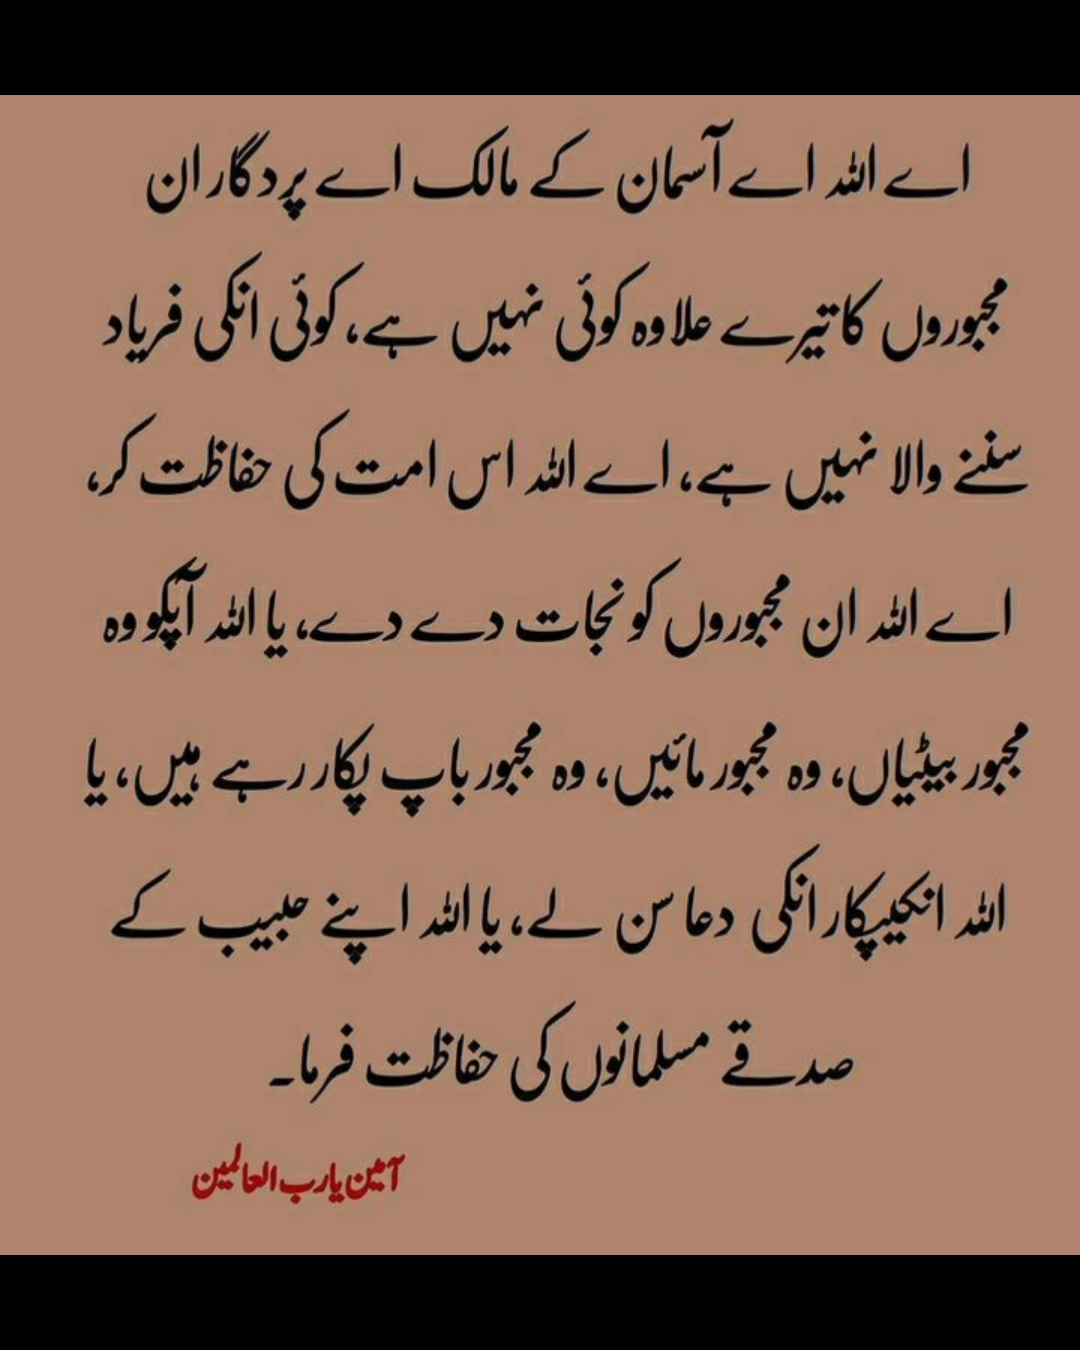 اے اللہ اے آسمان کے مالک اے پردگار ان
مجبوروں کا تیرے علاوہ کوئی نہیں ہے، کوئی انکی فریاد
سننے والا نہیں ہے، اے اللہ اس امت کی حفاظت کر،
اے اللہ ان مجبوروں کو نجات دے دے، یا اللہ آپکو وہ
مجبور بیٹیاں، وہ مجبور مائیں، وہ مجبور باپ پکار رہے ہیں، یا
اللہ انکیپکار انکی دعا سن لے، یا اللہ اپنے حبیب کے
صدقے مسلمانوں کی حفاظت فرما۔
آمین یارب العالمین